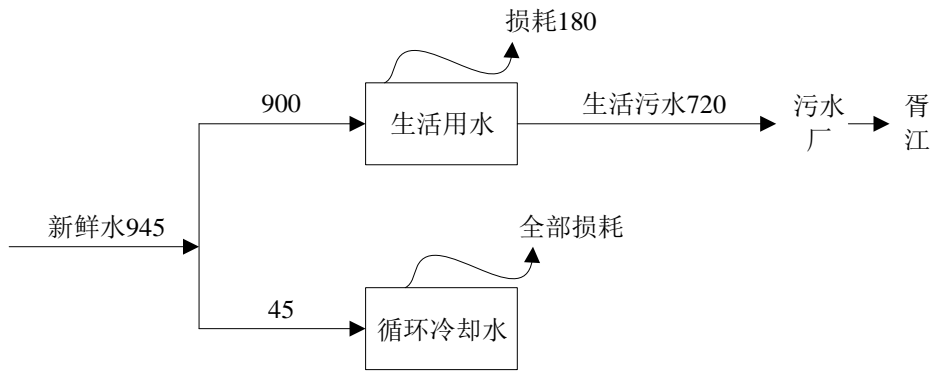 损耗180
900
生活用水
生活污水720
污水
厂
胥
江
新鲜水945
全部损耗
45
循环冷却水